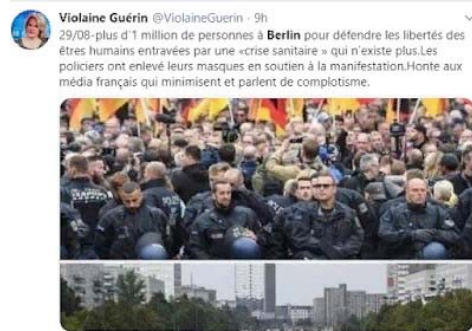 Violaine Guérin @ViolaineGuerin · 9h
29/08-plus d'1 million de personnes à Berlin pour défendre les libertés des
êtres humains entravées par une «crise sanitaire » qui n'existe plus.Les
policiers ont enlevé leurs masques en soutien à la manifestation.Honte aux
média français qui minimisent et parlent de complotisme.